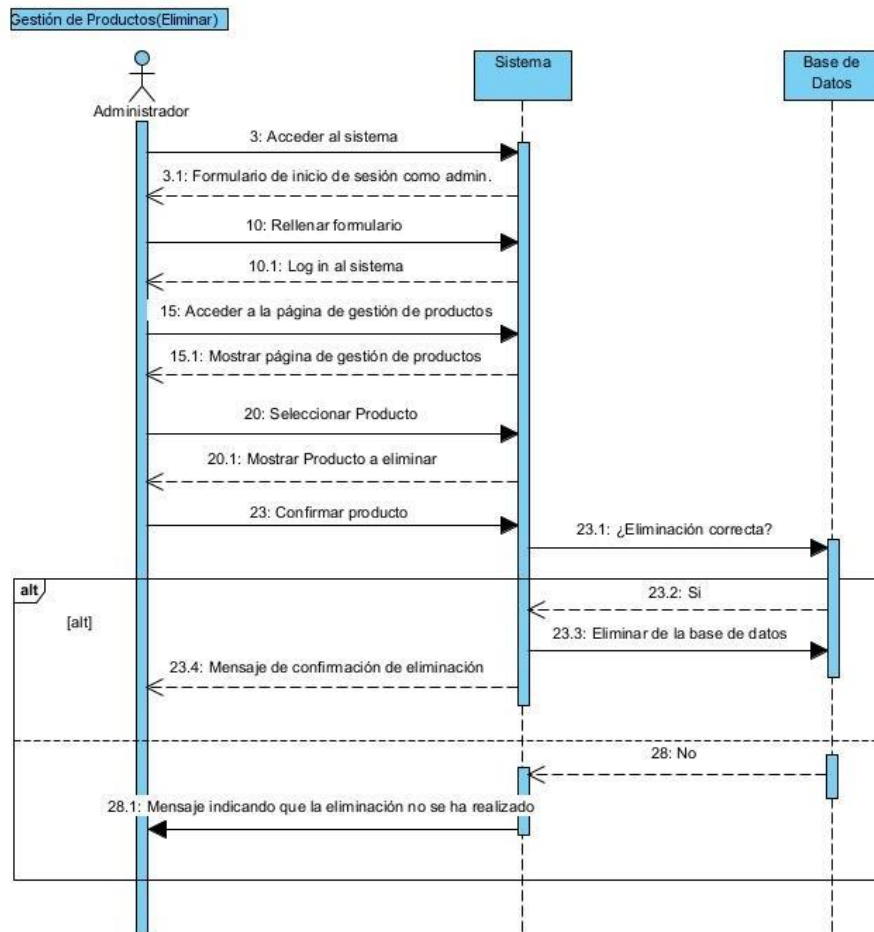 Gestión de Productos(Eliminar)
Administrador
Sistema
Base de
Datos
3: Acceder al sistema
3.1: Formulario de inicio de sesión como admin.
10: Rellenar formulario
10.1: Log in al sistema
15: Acceder a la página de gestión de productos
15.1: Mostrar página de gestión de productos
20: Seleccionar Producto
20.1: Mostrar Producto a eliminar
23: Confirmar producto
23.1: ¿Eliminación correcta?
alt
[alt]
23.2: Si
23.3: Eliminar de la base de datos
23.4: Mensaje de confirmación de eliminación
28: No
28.1: Mensaje indicando que la eliminación no se ha realizado